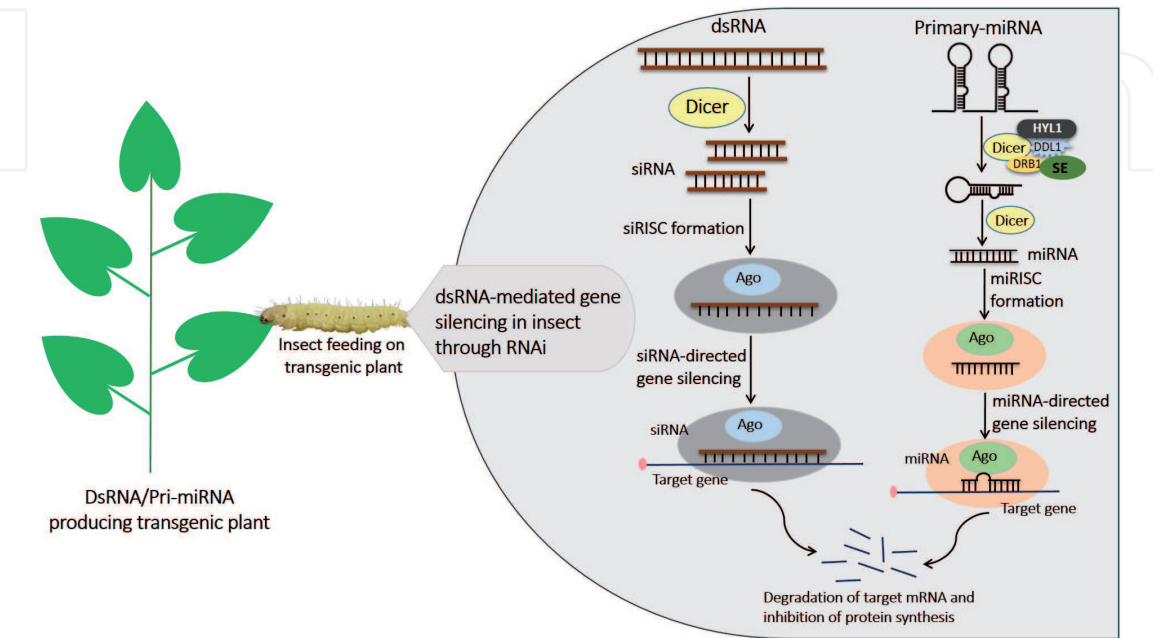 DsRNA/Pri-miRNA
producing transgenic plant
Insect feeding on
transgenic plant
dsRNA-mediated gene
silencing in insect
through RNAi
dsRNA
Dicer
siRNA
siRISC formation
Ago
siRNA-directed
gene silencing
Ago
siRNA
Target gene
Primary-miRNA
HYL1
Dicer
DDL1
DRB1
SE
Dicer
miRNA
miRISC
formation
Ago
miRNA-directed
gene silencing
Ago
miRNA
Target gene
Degradation of target mRNA and
inhibition of protein synthesis